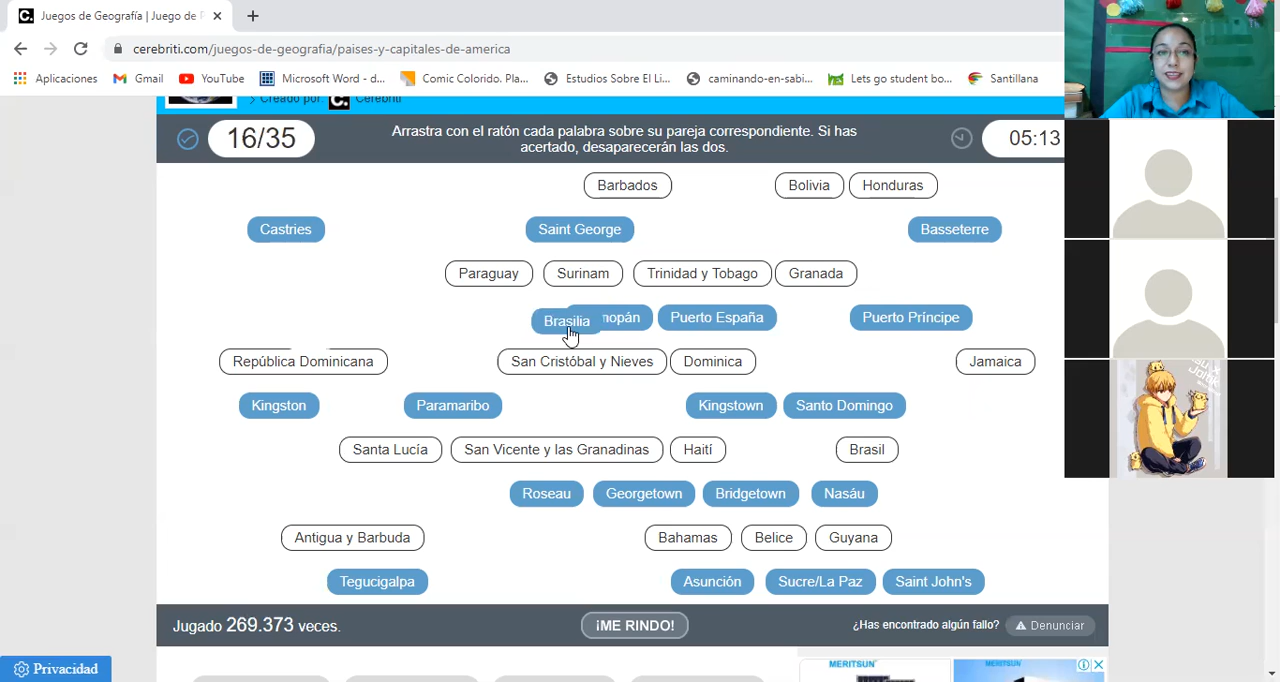 Juegos de Geografía | Juego de P
cerebriti.com/juegos-de-geografia/paises-y-capitales-de-america
Aplicaciones Gmail YouTube Microsoft Word - d... Comic Colorido. Pla... Estudios Sobre El Li... caminando-en-sabi... Lets go student bo... Santillana
> Creado por: C. Cerebriti
16/35
Arrastra con el ratón cada palabra sobre su pareja correspondiente. Si has
acertado, desaparecerán las dos.
05:13
Barbados Bolivia Honduras
Castries Saint George Basseterre
Paraguay Surinam Trinidad y Tobago Granada
Brasilia nopán Puerto España Puerto Príncipe
República Dominicana San Cristóbal y Nieves Dominica Jamaica
Kingston Paramaribo Kingstown Santo Domingo
Santa Lucía San Vicente y las Granadinas Haití Brasil
Roseau Georgetown Bridgetown Nasáu
Antigua y Barbuda Bahamas Belice Guyana
Tegucigalpa Asunción Sucre/La Paz Saint John's
Jugado 269.373 veces. ¡ME RINDO! ¿Has encontrado algún fallo? Denunciar
Privacidad
MERITSUN MERITSUN